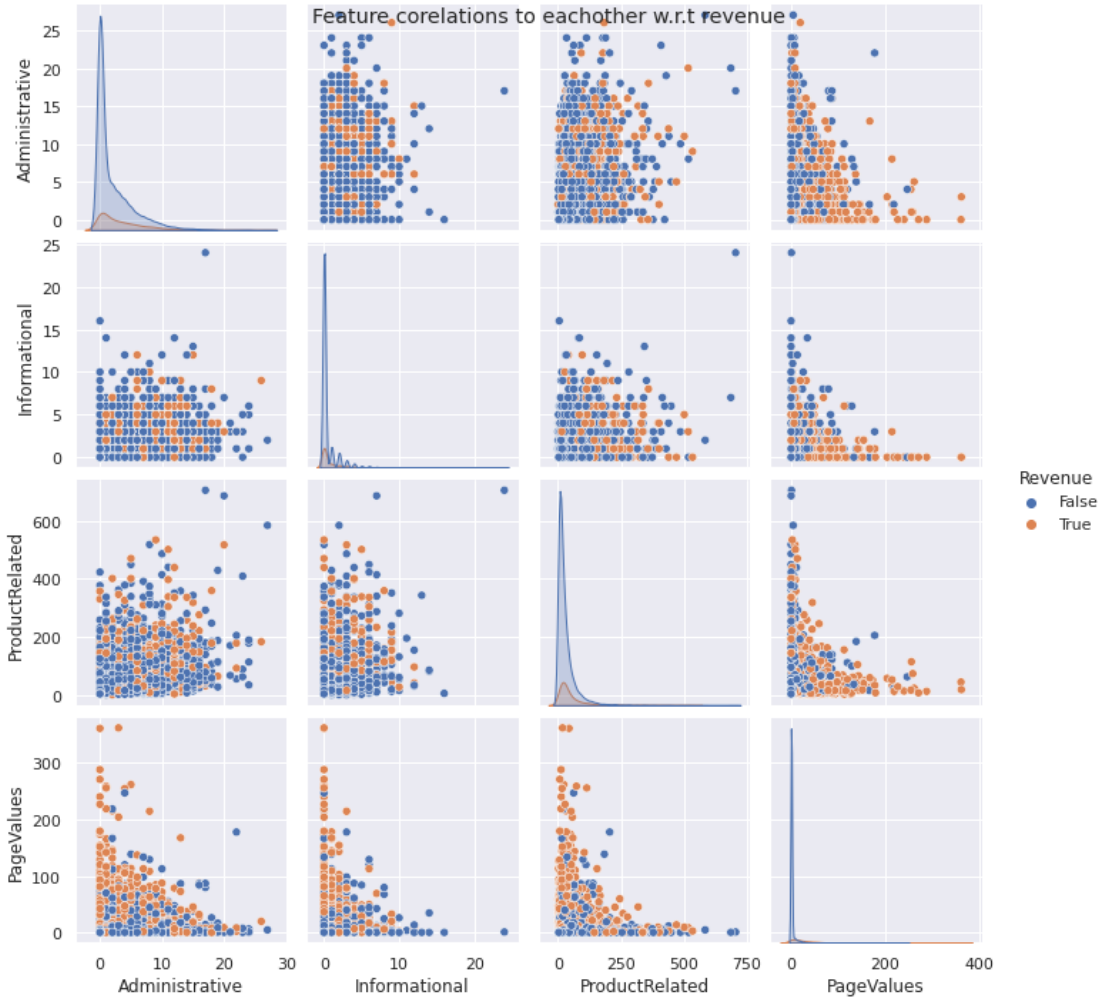 Feature corelations to eachother w.r.t revenue
25
20
15
10
5
0
Administrative
25
20
15
10
5
0
Informational
600
400
200
0
ProductRelated
300
200
100
0
PageValues
0 10 20 30
Administrative
0 10 20
Informational
0 250 500 750
ProductRelated
0 200 400
PageValues
Revenue
False
True